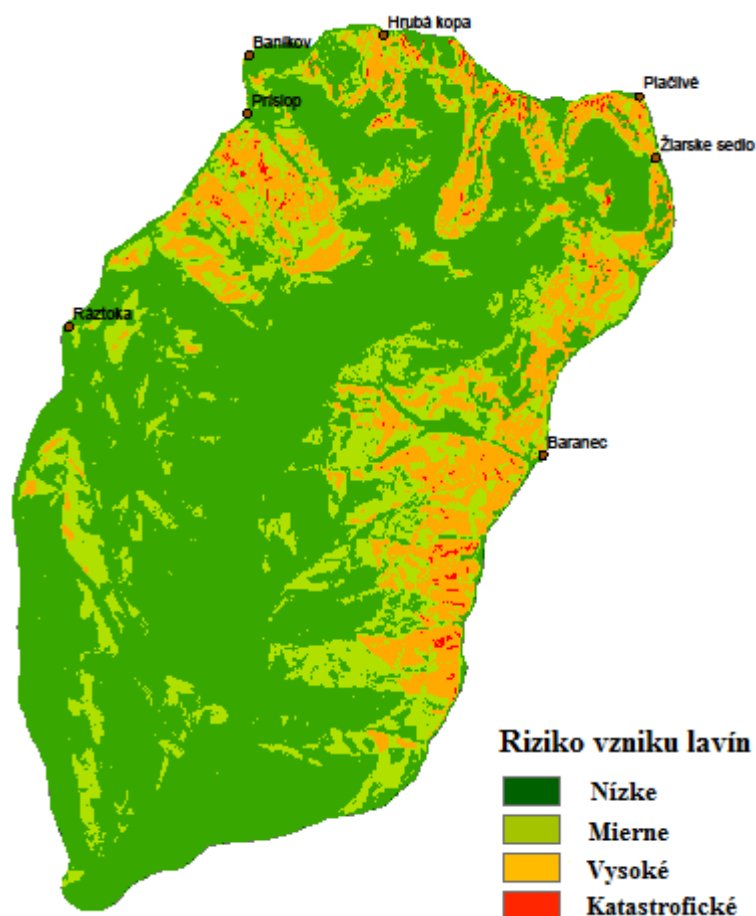 Hrubá kopa
Baníkov
Plačlivé
Príslop
Žiarske sedlo
Ráztoka
Baranec
Riziko vzniku lavín
Nízke
Mierne
Vysoké
Katastrofické